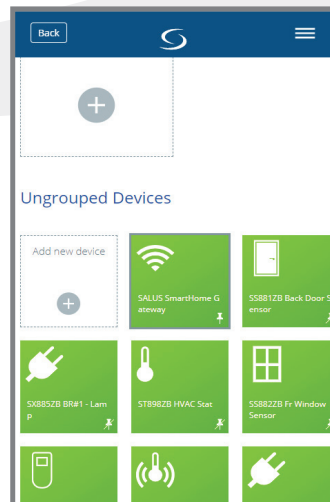 Back
Ungrouped Devices
Add new device
SALUS SmartHome G
ateway
SS881ZB Back Door S
ensor
SX885ZB BR#1 - Lam
p
ST898ZB HVAC Stat
SS882ZB Fr Window
Sensor